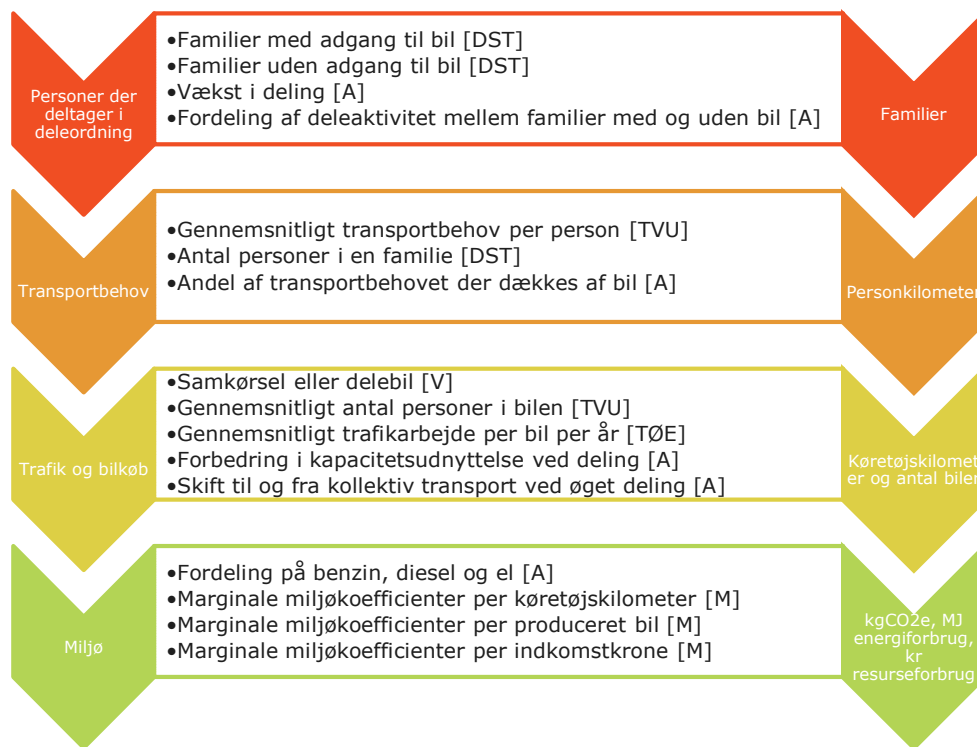 Personer der
deltager i
deleordning
•Familier med adgang til bil [DST]
•Familier uden adgang til bil [DST]
•Vækst i deling [A]
•Fordeling af deleaktivitet mellem familier med og uden bil [A]
Familier
Transportbehov
•Gennemsnitligt transportbehov per person [TVU]
•Antal personer i en familie [DST]
•Andel af transportbehovet der dækkes af bil [A]
Personkilometer
Trafik og bilkøb
•Samkørsel eller delebil [V]
•Gennemsnitligt antal personer i bilen [TVU]
•Gennemsnitligt trafikarbejde per bil per år [TØE]
•Forbedring i kapacitetsudnyttelse ved deling [A]
•Skift til og fra kollektiv transport ved øget deling [A]
Køretøjskilomet
er og antal biler
Miljø
•Fordeling på benzin, diesel og el [A]
•Marginale miljøkoefficienter per køretøjskilometer [M]
•Marginale miljøkoefficienter per produceret bil [M]
•Marginale miljøkoefficienter per indkomstkrone [M]
kgCO2e, MJ
energiforbrug,
kr
resurseforbrug